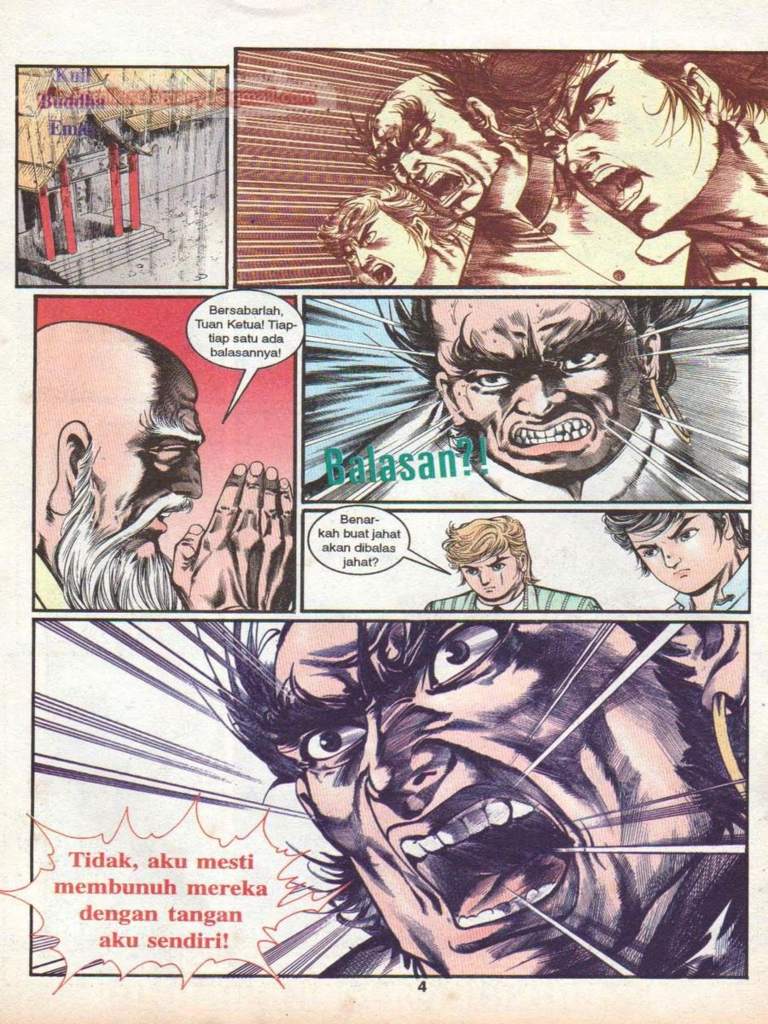 Kuil
Buddha
Emas
Bersabarlah,
Tuan Ketua! Tiap-
tiap satu ada
balasannya!
Balasan?!
Benar-
kah buat jahat
akan dibalas
jahat?
Tidak, aku mesti
membunuh mereka
dengan tangan
aku sendiri!
4